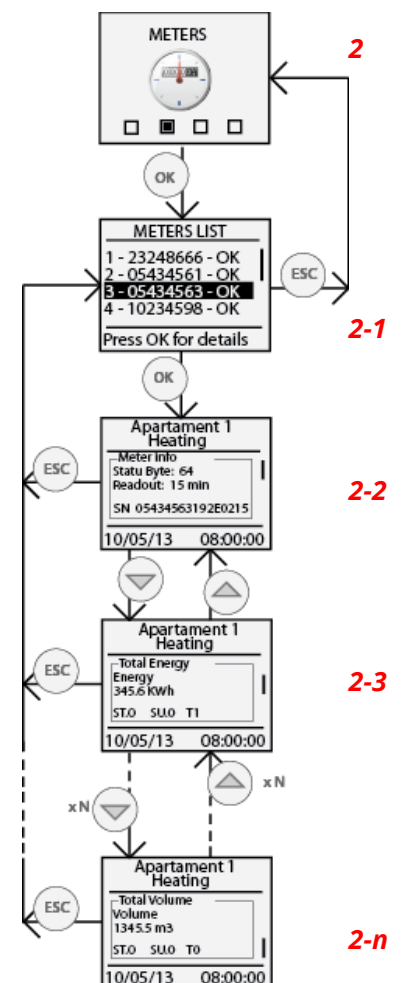 METERS
2
OK
METERS LIST
1 - 23248666 - OK
2 - 05434561 - OK
3 - 05434563 - OK
4 - 10234598 - OK
Press OK for details
ESC
2-1
OK
Apartament 1
Heating
Meter info
Statu Byte: 64
Readout: 15 min
SN 05434563192E0215
10/05/13 08:00:00
ESC
2-2
Apartament 1
Heating
Total Energy
Energy
345.6 KWh
ST.0 SU.0 T1
10/05/13 08:00:00
ESC
2-3
xN
xN
Apartament 1
Heating
Total Volume
Volume
1345.5 m3
ST.0 SU.0 T0
10/05/13 08:00:00
ESC
2-n